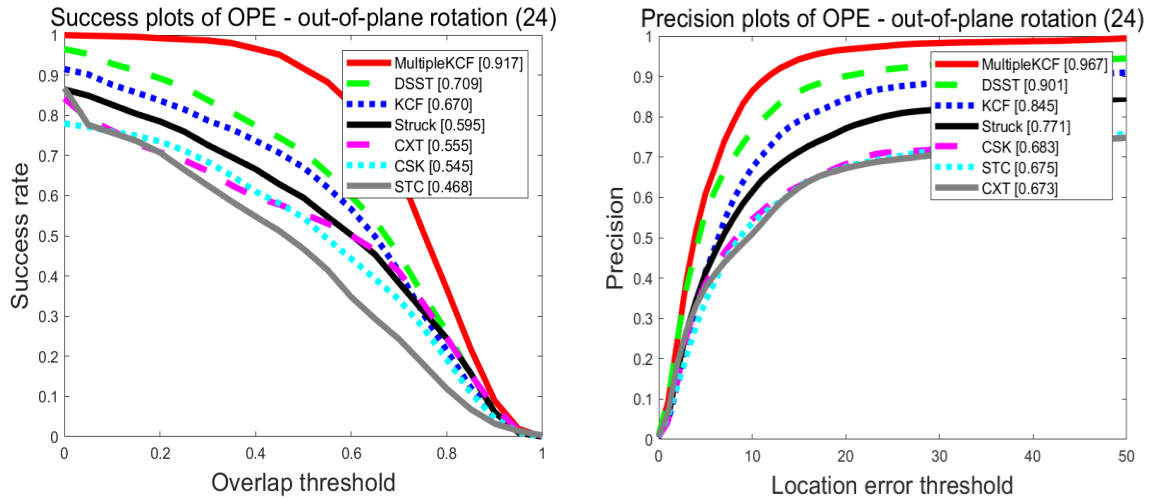 Success plots of OPE - out-of-plane rotation (24)
1
0.9
0.8
0.7
0.6
0.5
0.4
0.3
0.2
0.1
0
Success rate
MultipleKCF [0.917]
DSST [0.709]
KCF [0.670]
Struck [0.595]
CXT [0.555]
CSK [0.545]
STC [0.468]
0
0.2
0.4
0.6
0.8
1
Overlap threshold
Precision plots of OPE - out-of-plane rotation (24)
1
0.9
0.8
0.7
0.6
0.5
0.4
0.3
0.2
0.1
0
Precision
MultipleKCF [0.967]
DSST [0.901]
KCF [0.845]
Struck [0.771]
CSK [0.683]
STC [0.675]
CXT [0.673]
0
10
20
30
40
50
Location error threshold